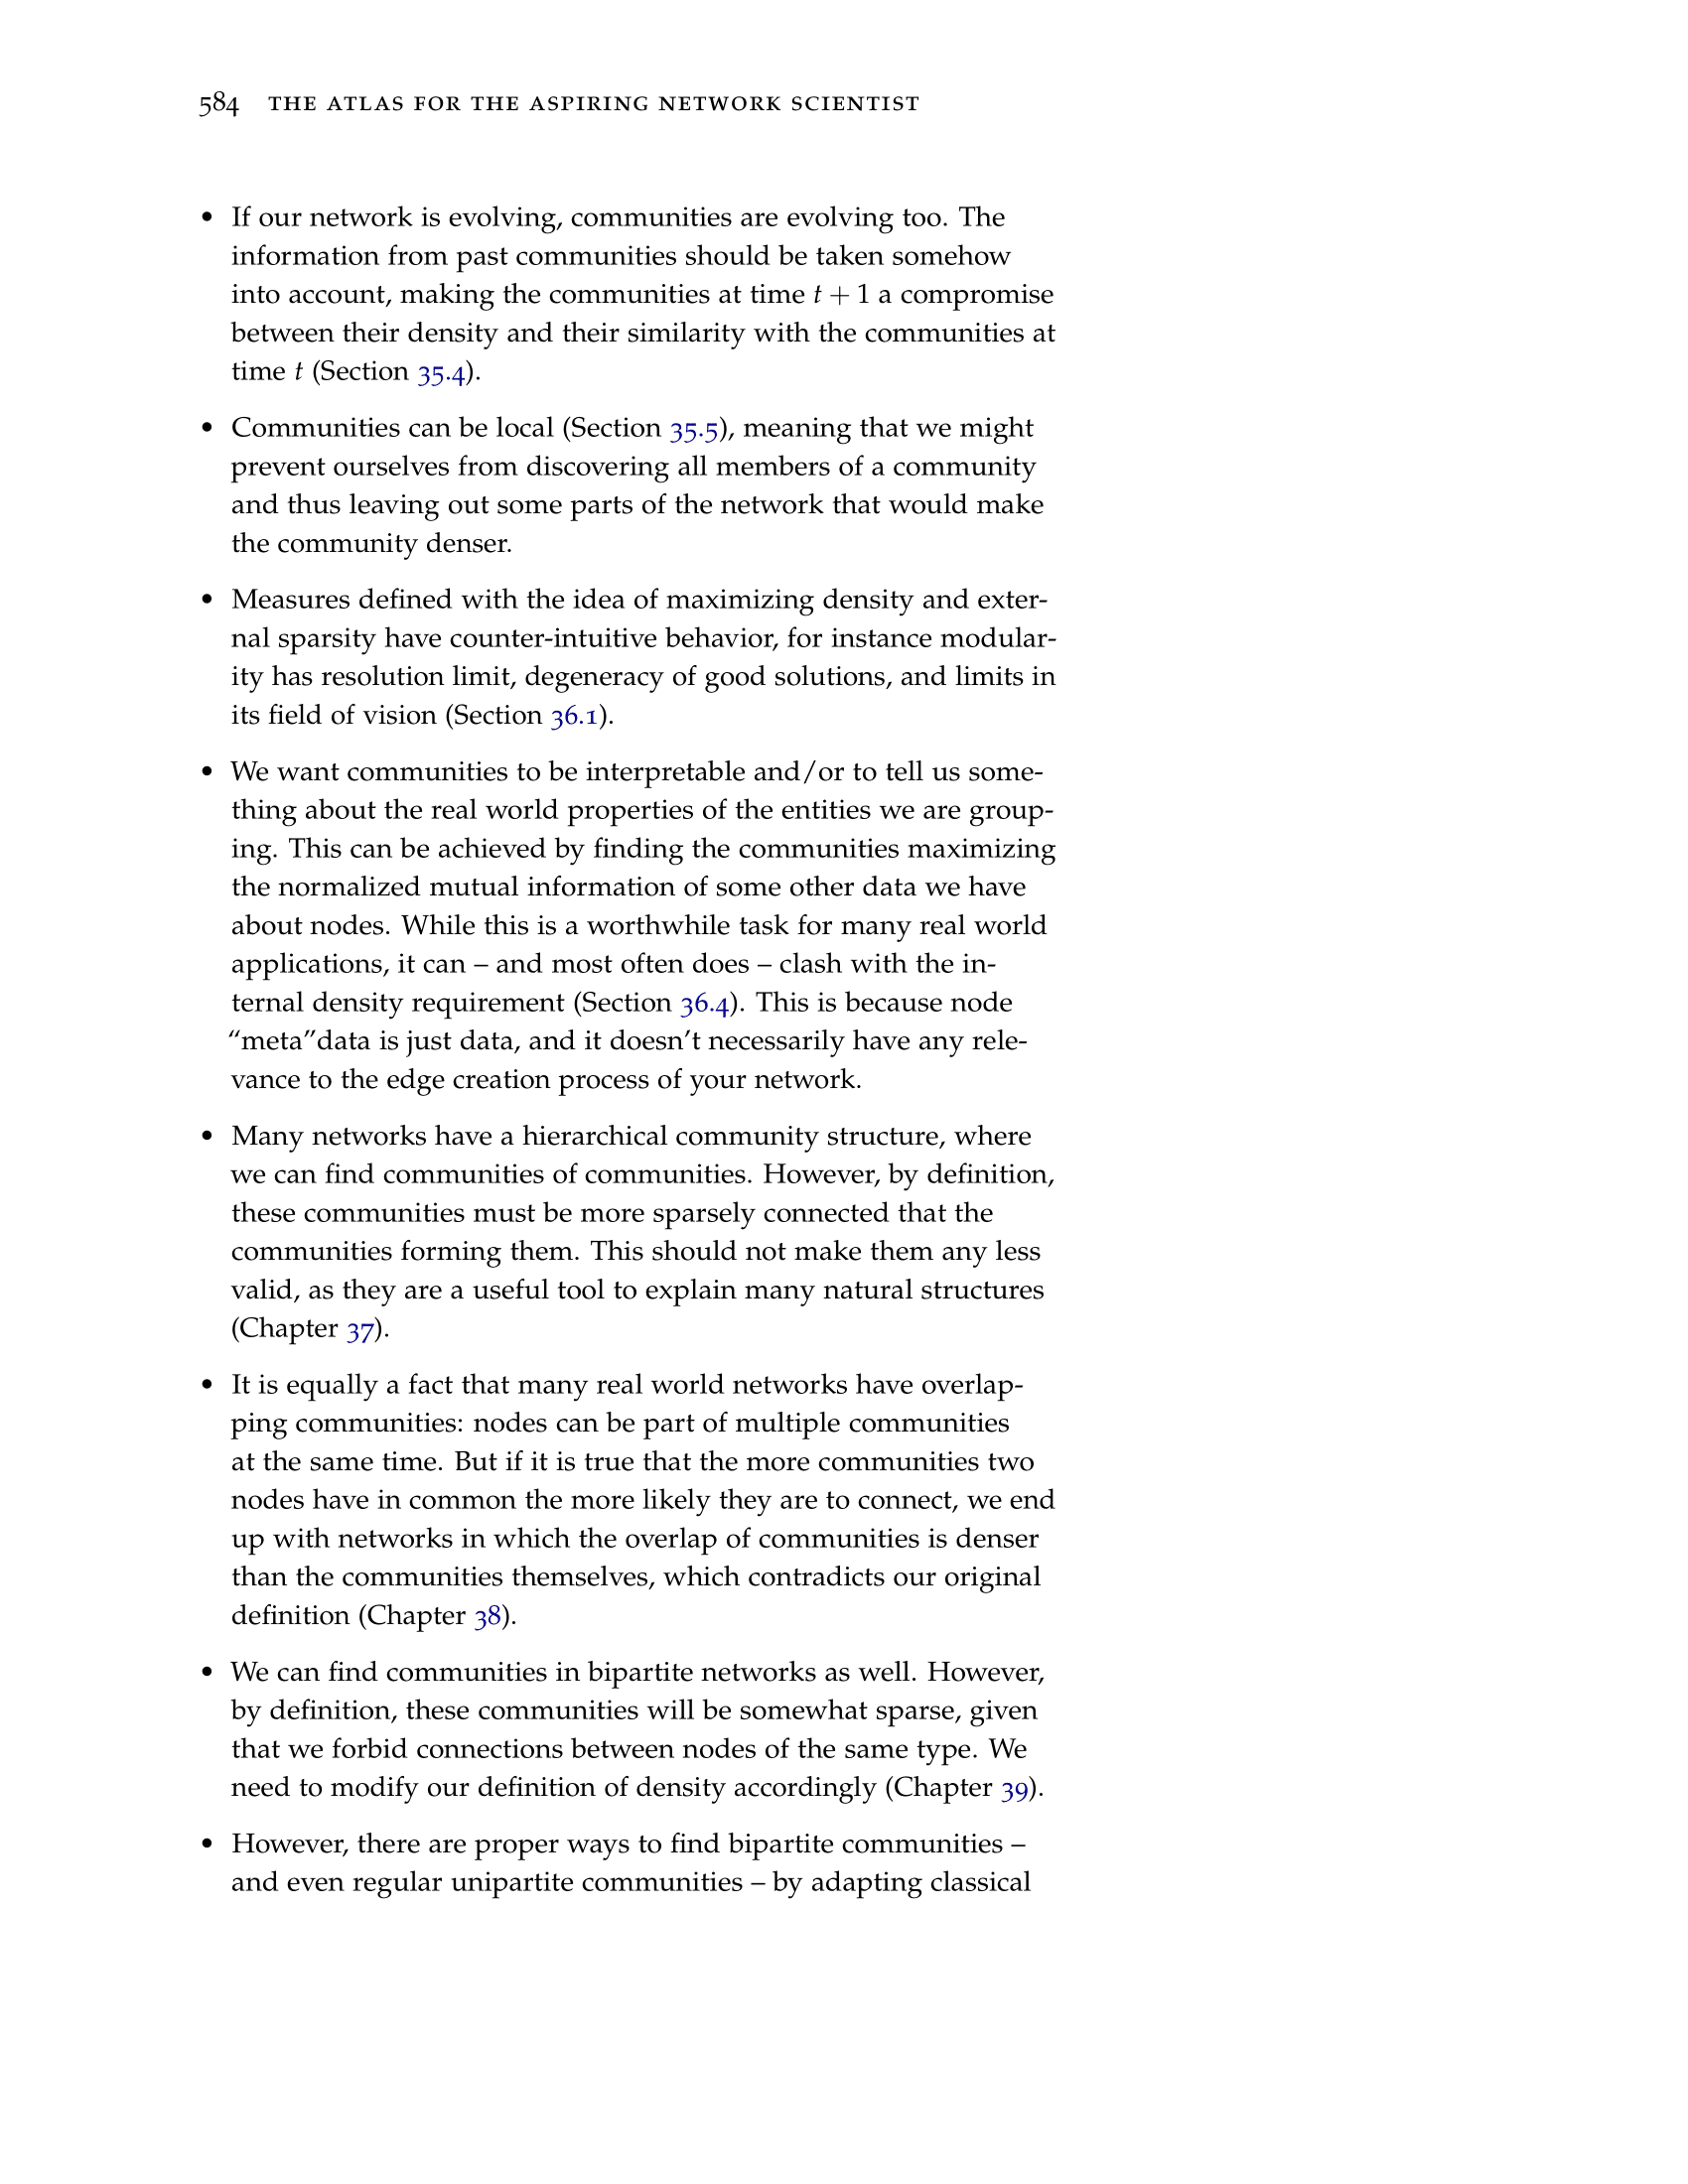 584 THE ATLAS FOR THE ASPIRING NETWORK SCIENTIST
• If our network is evolving, communities are evolving too. The
information from past communities should be taken somehow
into account, making the communities at time t + 1 a compromise
between their density and their similarity with the communities at
time t (Section 35.4).
• Communities can be local (Section 35.5), meaning that we might
prevent ourselves from discovering all members of a community
and thus leaving out some parts of the network that would make
the community denser.
• Measures defined with the idea of maximizing density and exter-
nal sparsity have counter-intuitive behavior, for instance modular-
ity has resolution limit, degeneracy of good solutions, and limits in
its field of vision (Section 36.1).
• We want communities to be interpretable and/or to tell us some-
thing about the real world properties of the entities we are group-
ing. This can be achieved by finding the communities maximizing
the normalized mutual information of some other data we have
about nodes. While this is a worthwhile task for many real world
applications, it can – and most often does – clash with the in-
ternal density requirement (Section 36.4). This is because node
“meta”data is just data, and it doesn’t necessarily have any rele-
vance to the edge creation process of your network.
• Many networks have a hierarchical community structure, where
we can find communities of communities. However, by definition,
these communities must be more sparsely connected that the
communities forming them. This should not make them any less
valid, as they are a useful tool to explain many natural structures
(Chapter 37).
• It is equally a fact that many real world networks have overlap-
ping communities: nodes can be part of multiple communities
at the same time. But if it is true that the more communities two
nodes have in common the more likely they are to connect, we end
up with networks in which the overlap of communities is denser
than the communities themselves, which contradicts our original
definition (Chapter 38).
• We can find communities in bipartite networks as well. However,
by definition, these communities will be somewhat sparse, given
that we forbid connections between nodes of the same type. We
need to modify our definition of density accordingly (Chapter 39).
• However, there are proper ways to find bipartite communities –
and even regular unipartite communities – by adapting classical